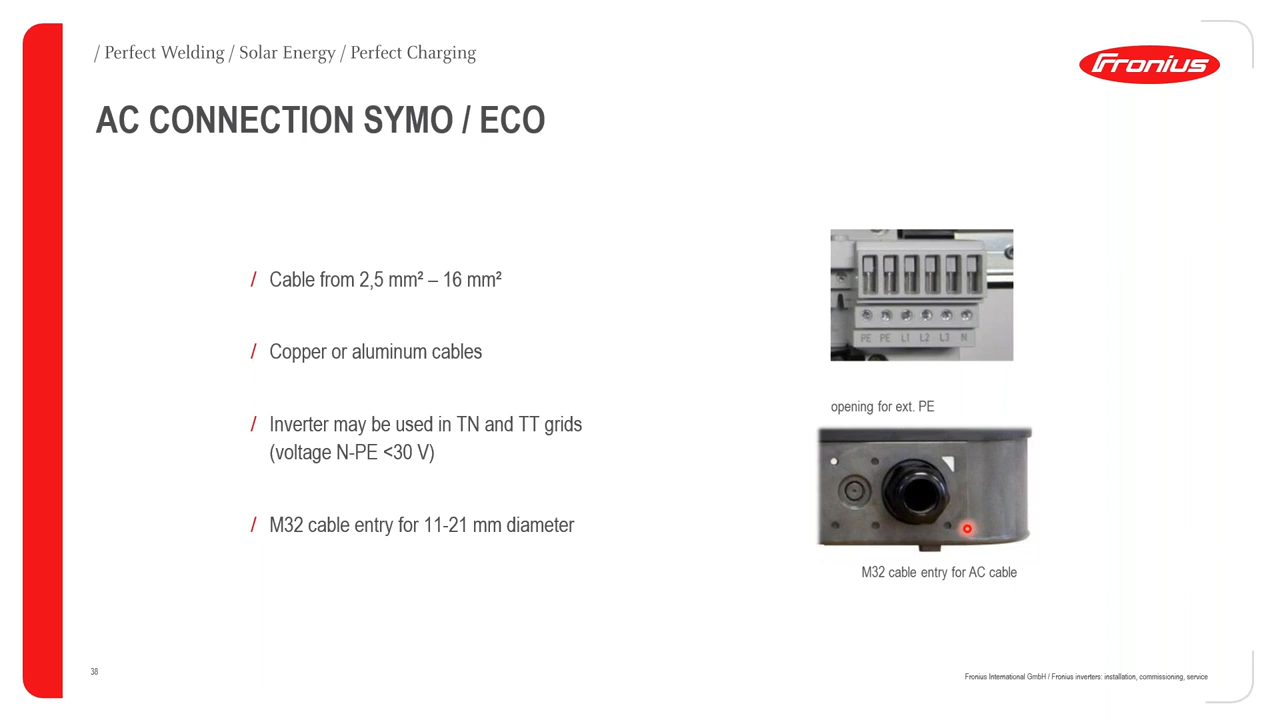 / Perfect Welding / Solar Energy / Perfect Charging
Fronius
AC CONNECTION SYMO / ECO
/ Cable from 2,5 mm² – 16 mm²
/ Copper or aluminum cables
/ Inverter may be used in TN and TT grids
(voltage N-PE <30 V)
/ M32 cable entry for 11-21 mm diameter
PE PE L1 L2 L3 N
opening for ext. PE
M32 cable entry for AC cable
38
Fronius International GmbH / Fronius inverters: installation, commissioning, service